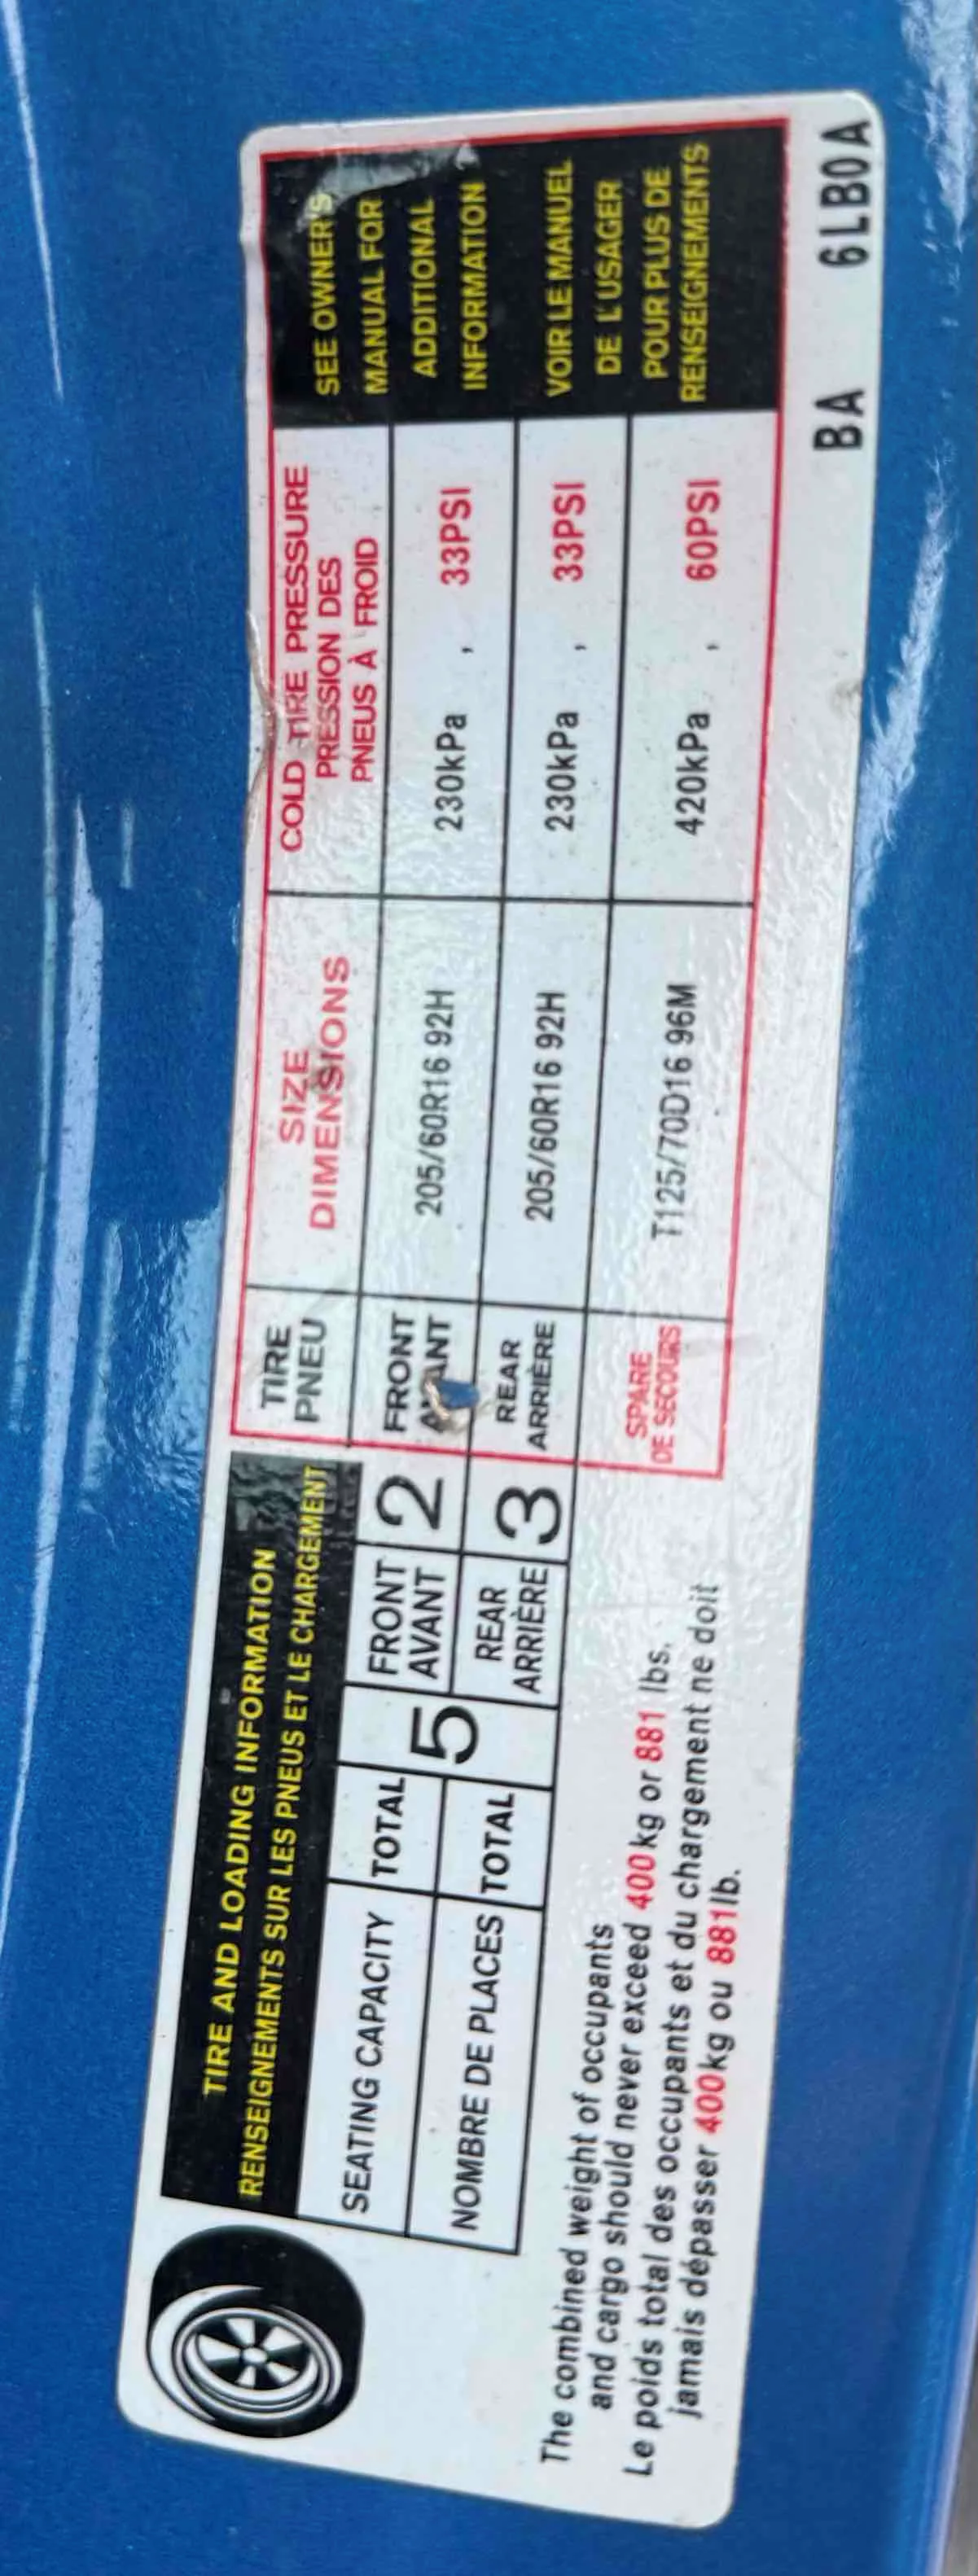 TIRE AND LOADING INFORMATION
RENSEIGNEMENTS SUR LES PNEUS ET LE CHARGEMENT
SEATING CAPACITY
NOMBRE DE PLACES
TOTAL
TOTAL
5
FRONT
AVANT
2
REAR
ARRIÈRE
3
The combined weight of occupants
and cargo should never exceed 400 kg or 881 lbs.
Le poids total des occupants et du chargement ne doit
jamais dépasser 400kg ou 881lb.
TIRE
PNEU
SIZE
DIMENSIONS
COLD TIRE PRESSURE
PRESSION DES
PNEUS À FROID
FRONT
AVANT
205/60R16 92H
230kPa , 33PSI
REAR
ARRIÈRE
205/60R16 92H
230kPa , 33PSI
SPARE
DE SECOURS
T125/70D16 96M
420kPa , 60PSI
SEE OWNER'S
MANUAL FOR
ADDITIONAL
INFORMATION
VOIR LE MANUEL
DE L'USAGER
POUR PLUS DE
RENSEIGNEMENTS
BA 6LB0A